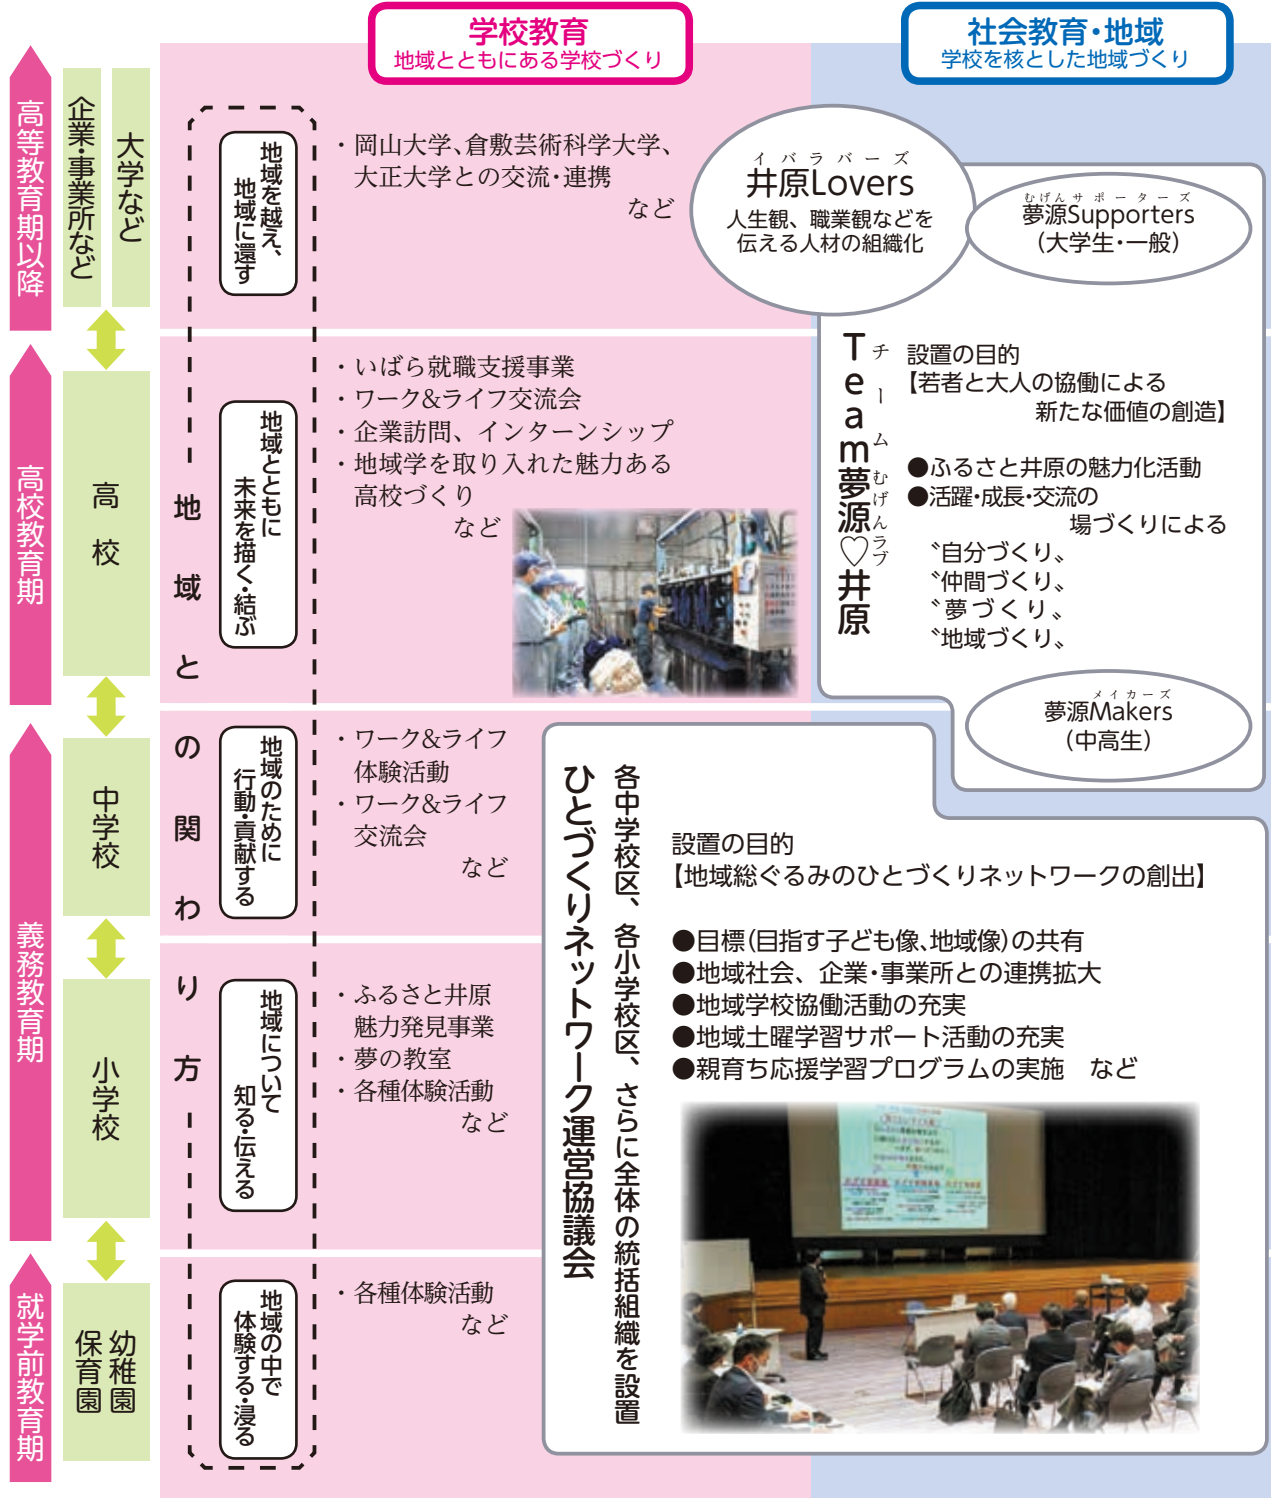 学校教育
地域とともにある学校づくり
社会教育・地域
学校を核とした地域づくり
高等教育期以降
企業・事業所など
大学など
地域を越え、
地域に還す
・岡山大学、倉敷芸術科学大学、
大正大学との交流・連携
など
イバラバーズ
井原Lovers
人生観、職業観などを
伝える人材の組織化
むげんサポーターズ
夢源Supporters
(大学生・一般)
高校教育期
高校
地域とともに
未来を描く・結ぶ
・いばら就職支援事業
・ワーク&ライフ交流会
・企業訪問、インターンシップ
・地域学を取り入れた魅力ある
高校づくり
など
チームむげんラブ
Team夢源♡井原
設置の目的
【若者と大人の協働による
新たな価値の創造】
●ふるさと井原の魅力化活動
●活躍・成長・交流の
場づくりによる
〝自分づくり〟
〝仲間づくり〟
〝夢づくり〟
〝地域づくり〟
メイカーズ
夢源Makers
(中高生)
地域との関わり方
義務教育期
中学校
地域のために
行動・貢献する
・ワーク&ライフ
体験活動
・ワーク&ライフ
交流会
など
小学校
地域について
知る・伝える
・ふるさと井原
魅力発見事業
・夢の教室
・各種体験活動
など
各中学校区、各小学校区、さらに全体の統括組織を設置
ひとづくりネットワーク運営協議会
設置の目的
【地域総ぐるみのひとづくりネットワークの創出】
●目標(目指す子ども像、地域像)の共有
●地域社会、企業・事業所との連携拡大
●地域学校協働活動の充実
●地域土曜学習サポート活動の充実
●親育ち応援学習プログラムの実施　など
就学前教育期
幼稚園
保育園
地域の中で
体験する・浸る
・各種体験活動
など